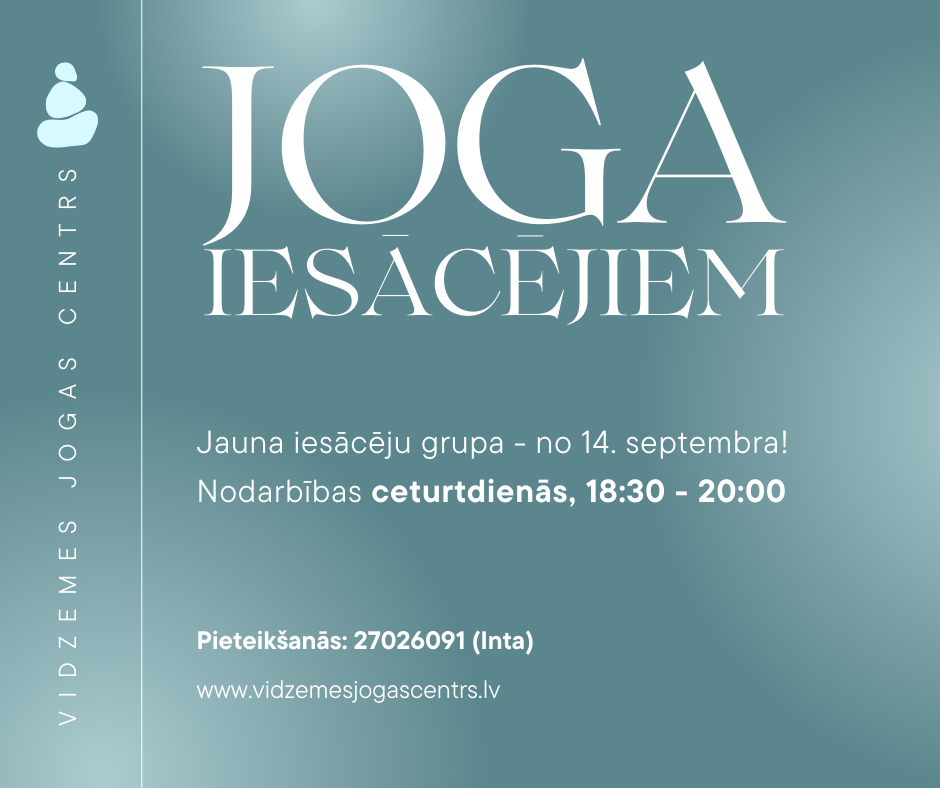 VIDZEMES JOGAS CENTRS
JOGA
IESĀCĒJIEM
Jauna iesācēju grupa - no 14. septembra!
Nodarbības ceturtdienās, 18:30 - 20:00
Pieteikšanās: 27026091 (Inta)
www.vidzemesjogascentrs.lv